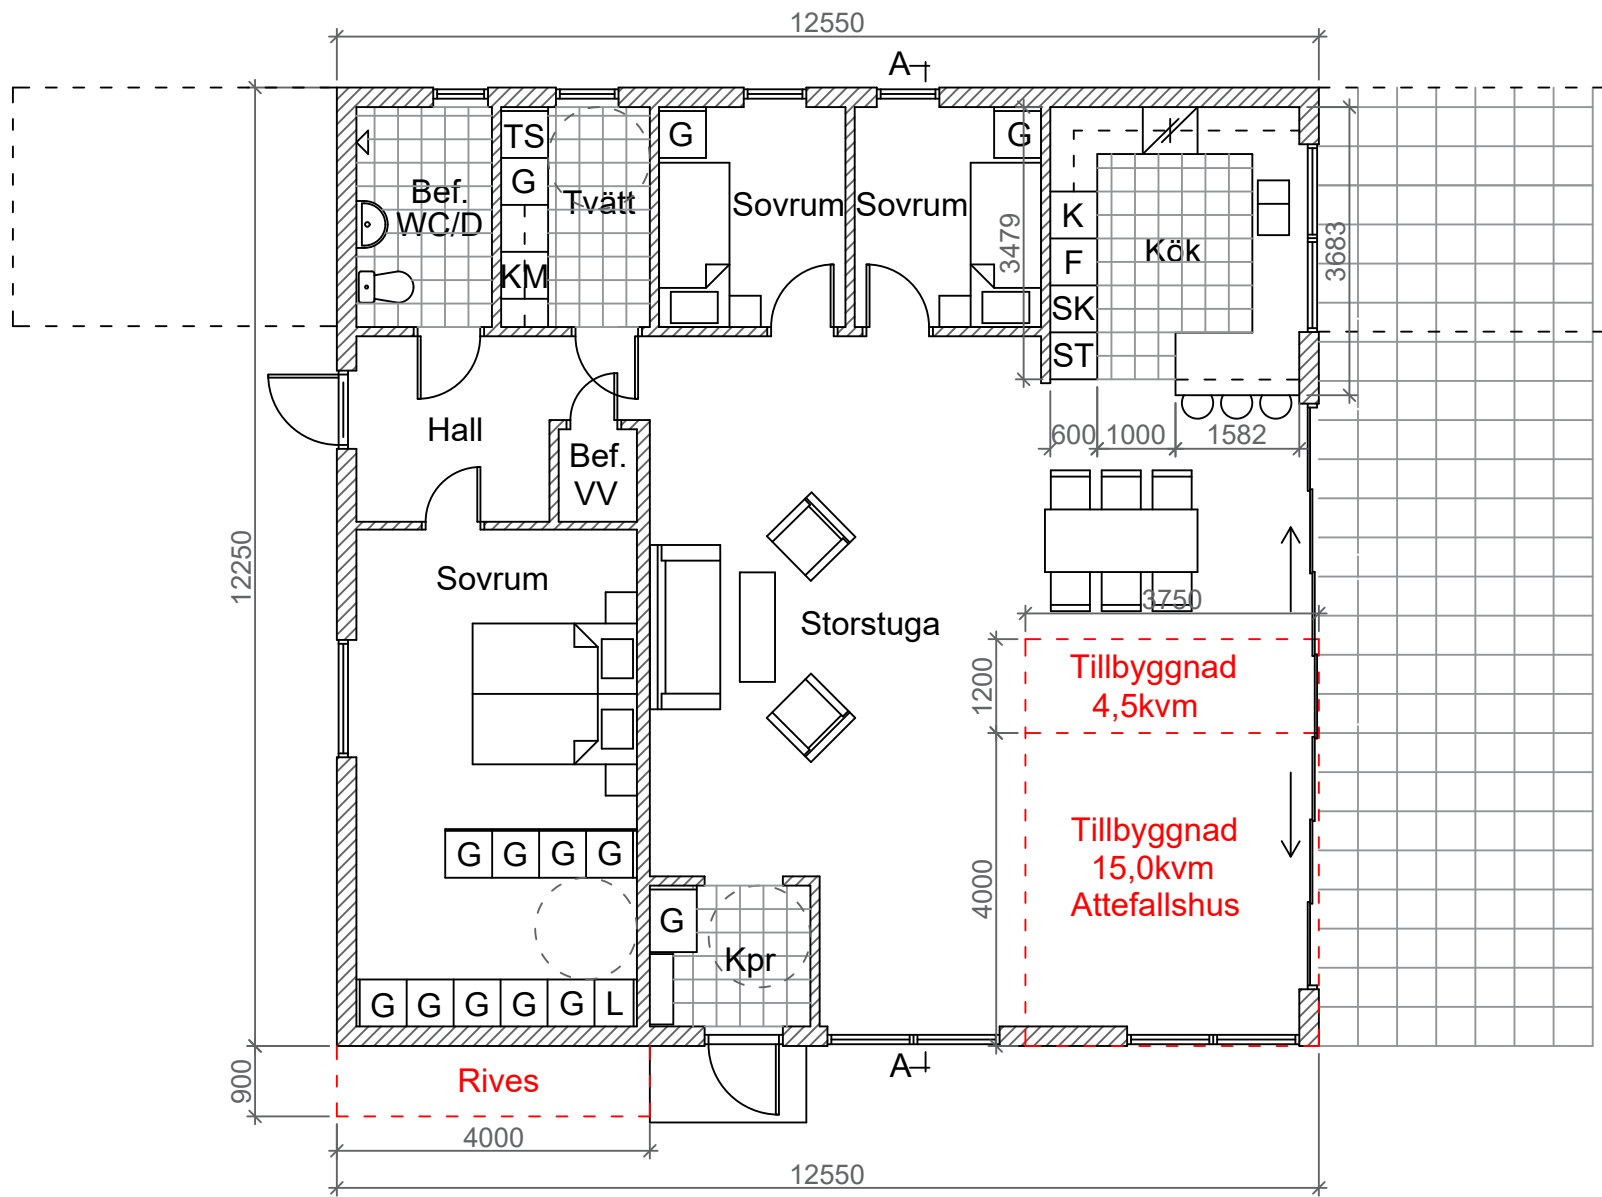 12550
A
TS
G
G
G
Bef.
WC/D
Tvätt
Sovrum
Sovrum
K
F
SK
ST
Kök
3479
3683
KM
Hall
Bef.
VV
600
1000
1582
12250
Sovrum
Storstuga
3750
1200
Tillbyggnad
4,5kvm
4000
Tillbyggnad
15,0kvm
Attefallshus
G G G G
G
Kpr
G G G G G L
A
900
Rives
4000
12550